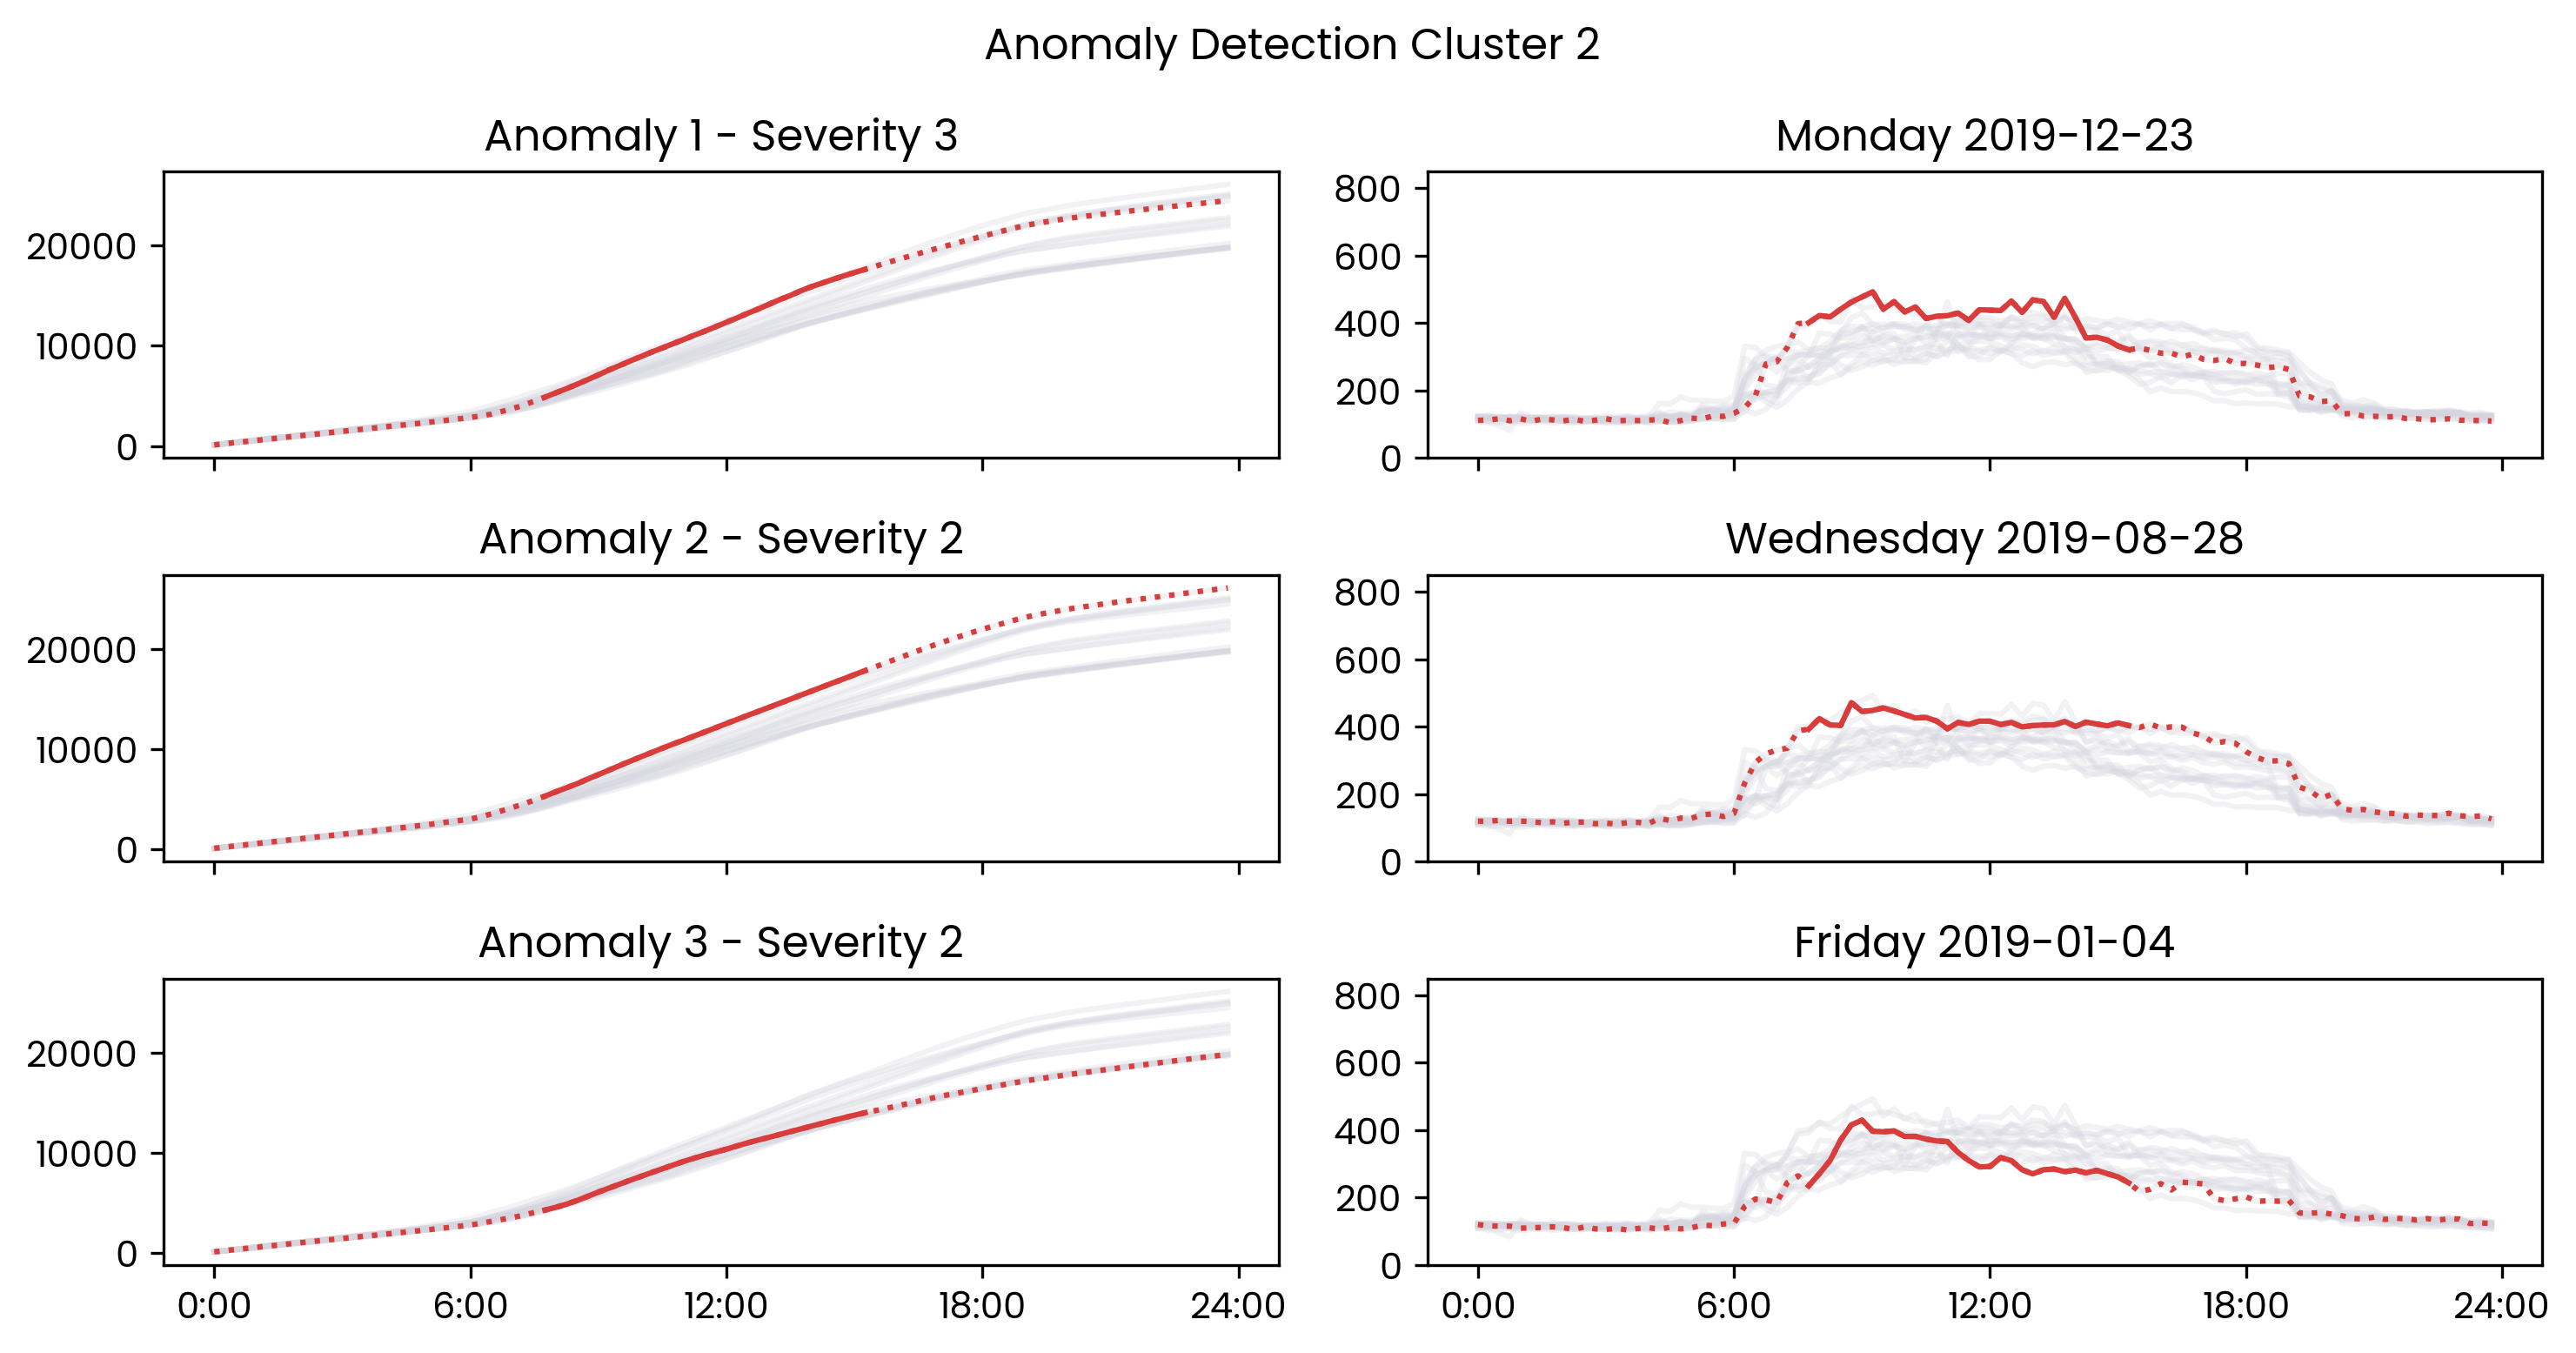 Anomaly Detection Cluster 2
Anomaly 1 - Severity 3
20000
10000
0
Monday 2019-12-23
800
600
400
200
0
Anomaly 2 - Severity 2
20000
10000
0
Wednesday 2019-08-28
800
600
400
200
0
Anomaly 3 - Severity 2
20000
10000
0
0:00 6:00 12:00 18:00 24:00
Friday 2019-01-04
800
600
400
200
0
0:00 6:00 12:00 18:00 24:00